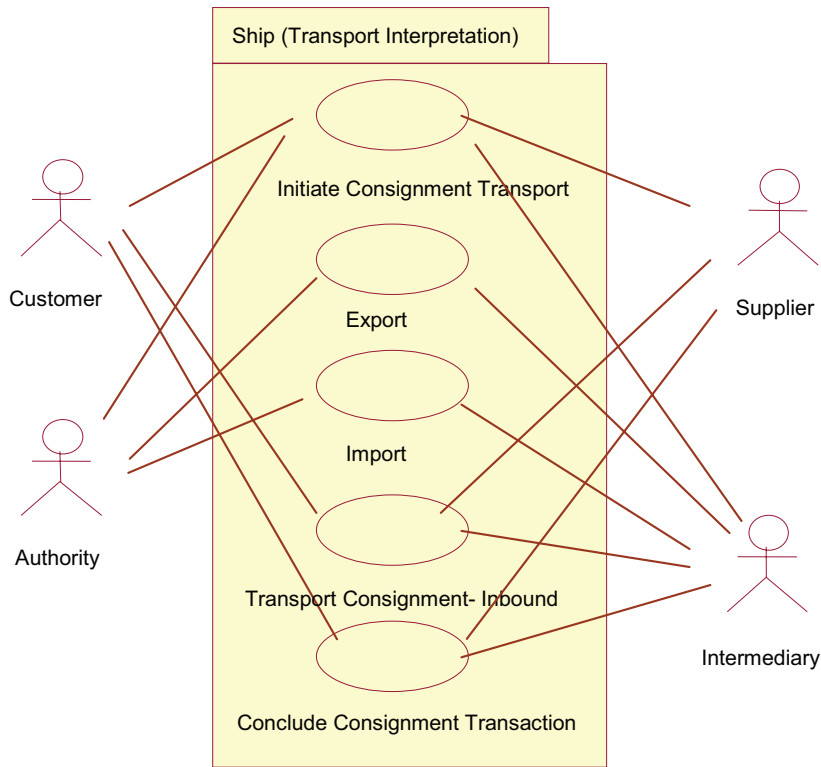 Ship (Transport Interpretation)
Initiate Consignment Transport
Customer
Export
Supplier
Import
Authority
Transport Consignment- Inbound
Intermediary
Conclude Consignment Transaction